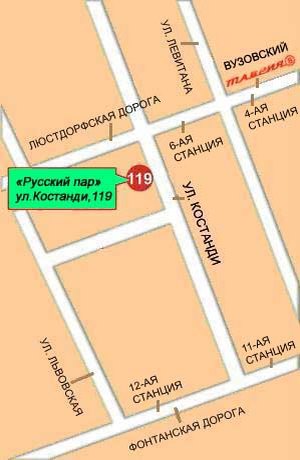 УЛ. ЛЕВИТАНА
ВУЗОВСКИЙ
ТАВРИЯ В
ЛЮСТДОРФСКАЯ ДОРОГА
4-АЯ
СТАНЦИЯ
6-АЯ
СТАНЦИЯ
«Русский пар»
ул.Костанди,119
119
УЛ. КОСТАНДИ
УЛ. ЛЬВОВСКАЯ
11-АЯ
СТАНЦИЯ
12-АЯ
СТАНЦИЯ
ФОНТАНСКАЯ ДОРОГА